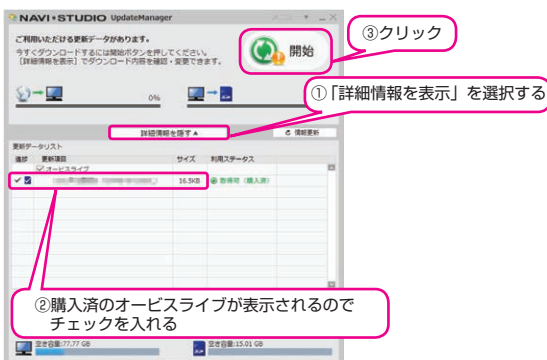 NAVI•STUDIO UpdateManager
ご利用いただける更新データがあります。
今すぐダウンロードするには開始ボタンを押してください。
［詳細情報を表示］でダウンロード内容を確認・変更できます。
開始
③クリック
0%
①「詳細情報を表示」を選択する
詳細情報を隠す▲
情報更新
更新データリスト
進捗 更新項目 サイズ 利用ステータス
オービスライブ
16.5KB 取得可（購入済）
②購入済のオービスライブが表示されるので
チェックを入れる
空き容量:77.77 GB
空き容量:15.01 GB